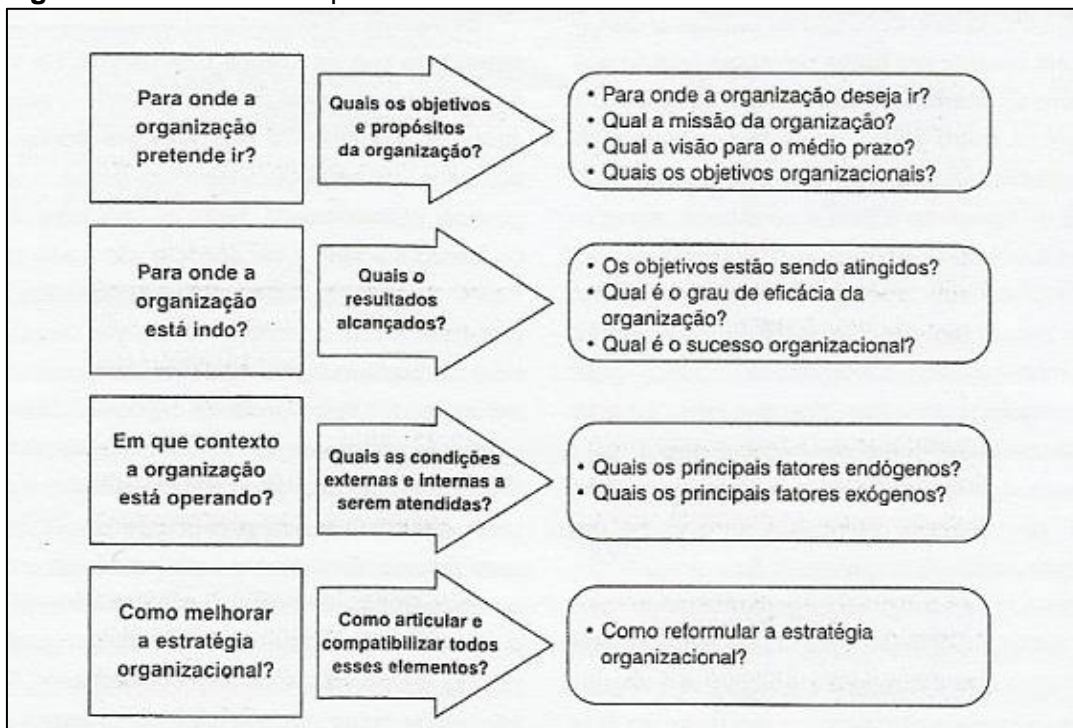 Para onde a
organização
pretende ir?
Quais os objetivos
e propósitos
da organização?
• Para onde a organização deseja ir?
• Qual a missão da organização?
• Qual a visão para o médio prazo?
• Quais os objetivos organizacionais?
Para onde a
organização
está indo?
Quais o
resultados
alcançados?
• Os objetivos estão sendo atingidos?
• Qual é o grau de eficácia da
organização?
• Qual é o sucesso organizacional?
Em que contexto
a organização
está operando?
Quais as condições
externas e Internas a
serem atendidas?
• Quais os principais fatores endógenos?
• Quais os principais fatores exógenos?
Como melhorar
a estratégia
organizacional?
Como articular e
compatibilizar todos
esses elementos?
• Como reformular a estratégia
organizacional?